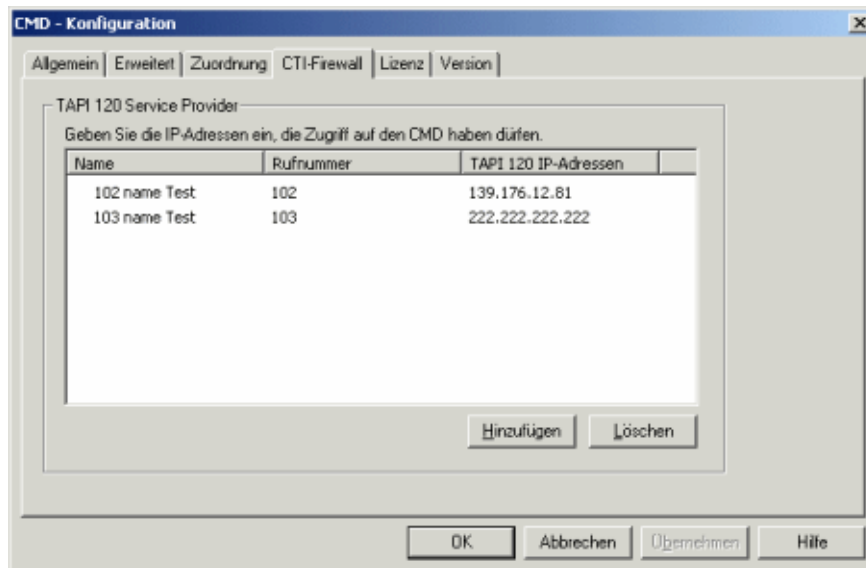 CMD - Konfiguration
Allgemein Erweitert Zuordnung CTI-Firewall Lizenz Version
TAPI 120 Service Provider
Geben Sie die IP-Adressen ein, die Zugriff auf den CMD haben dürfen.
Name Rufnummer TAPI 120 IP-Adressen
102 name Test 102 139.176.12.81
103 name Test 103 222.222.222.222
Hinzufügen Löschen
OK Abbrechen Übernehmen Hilfe